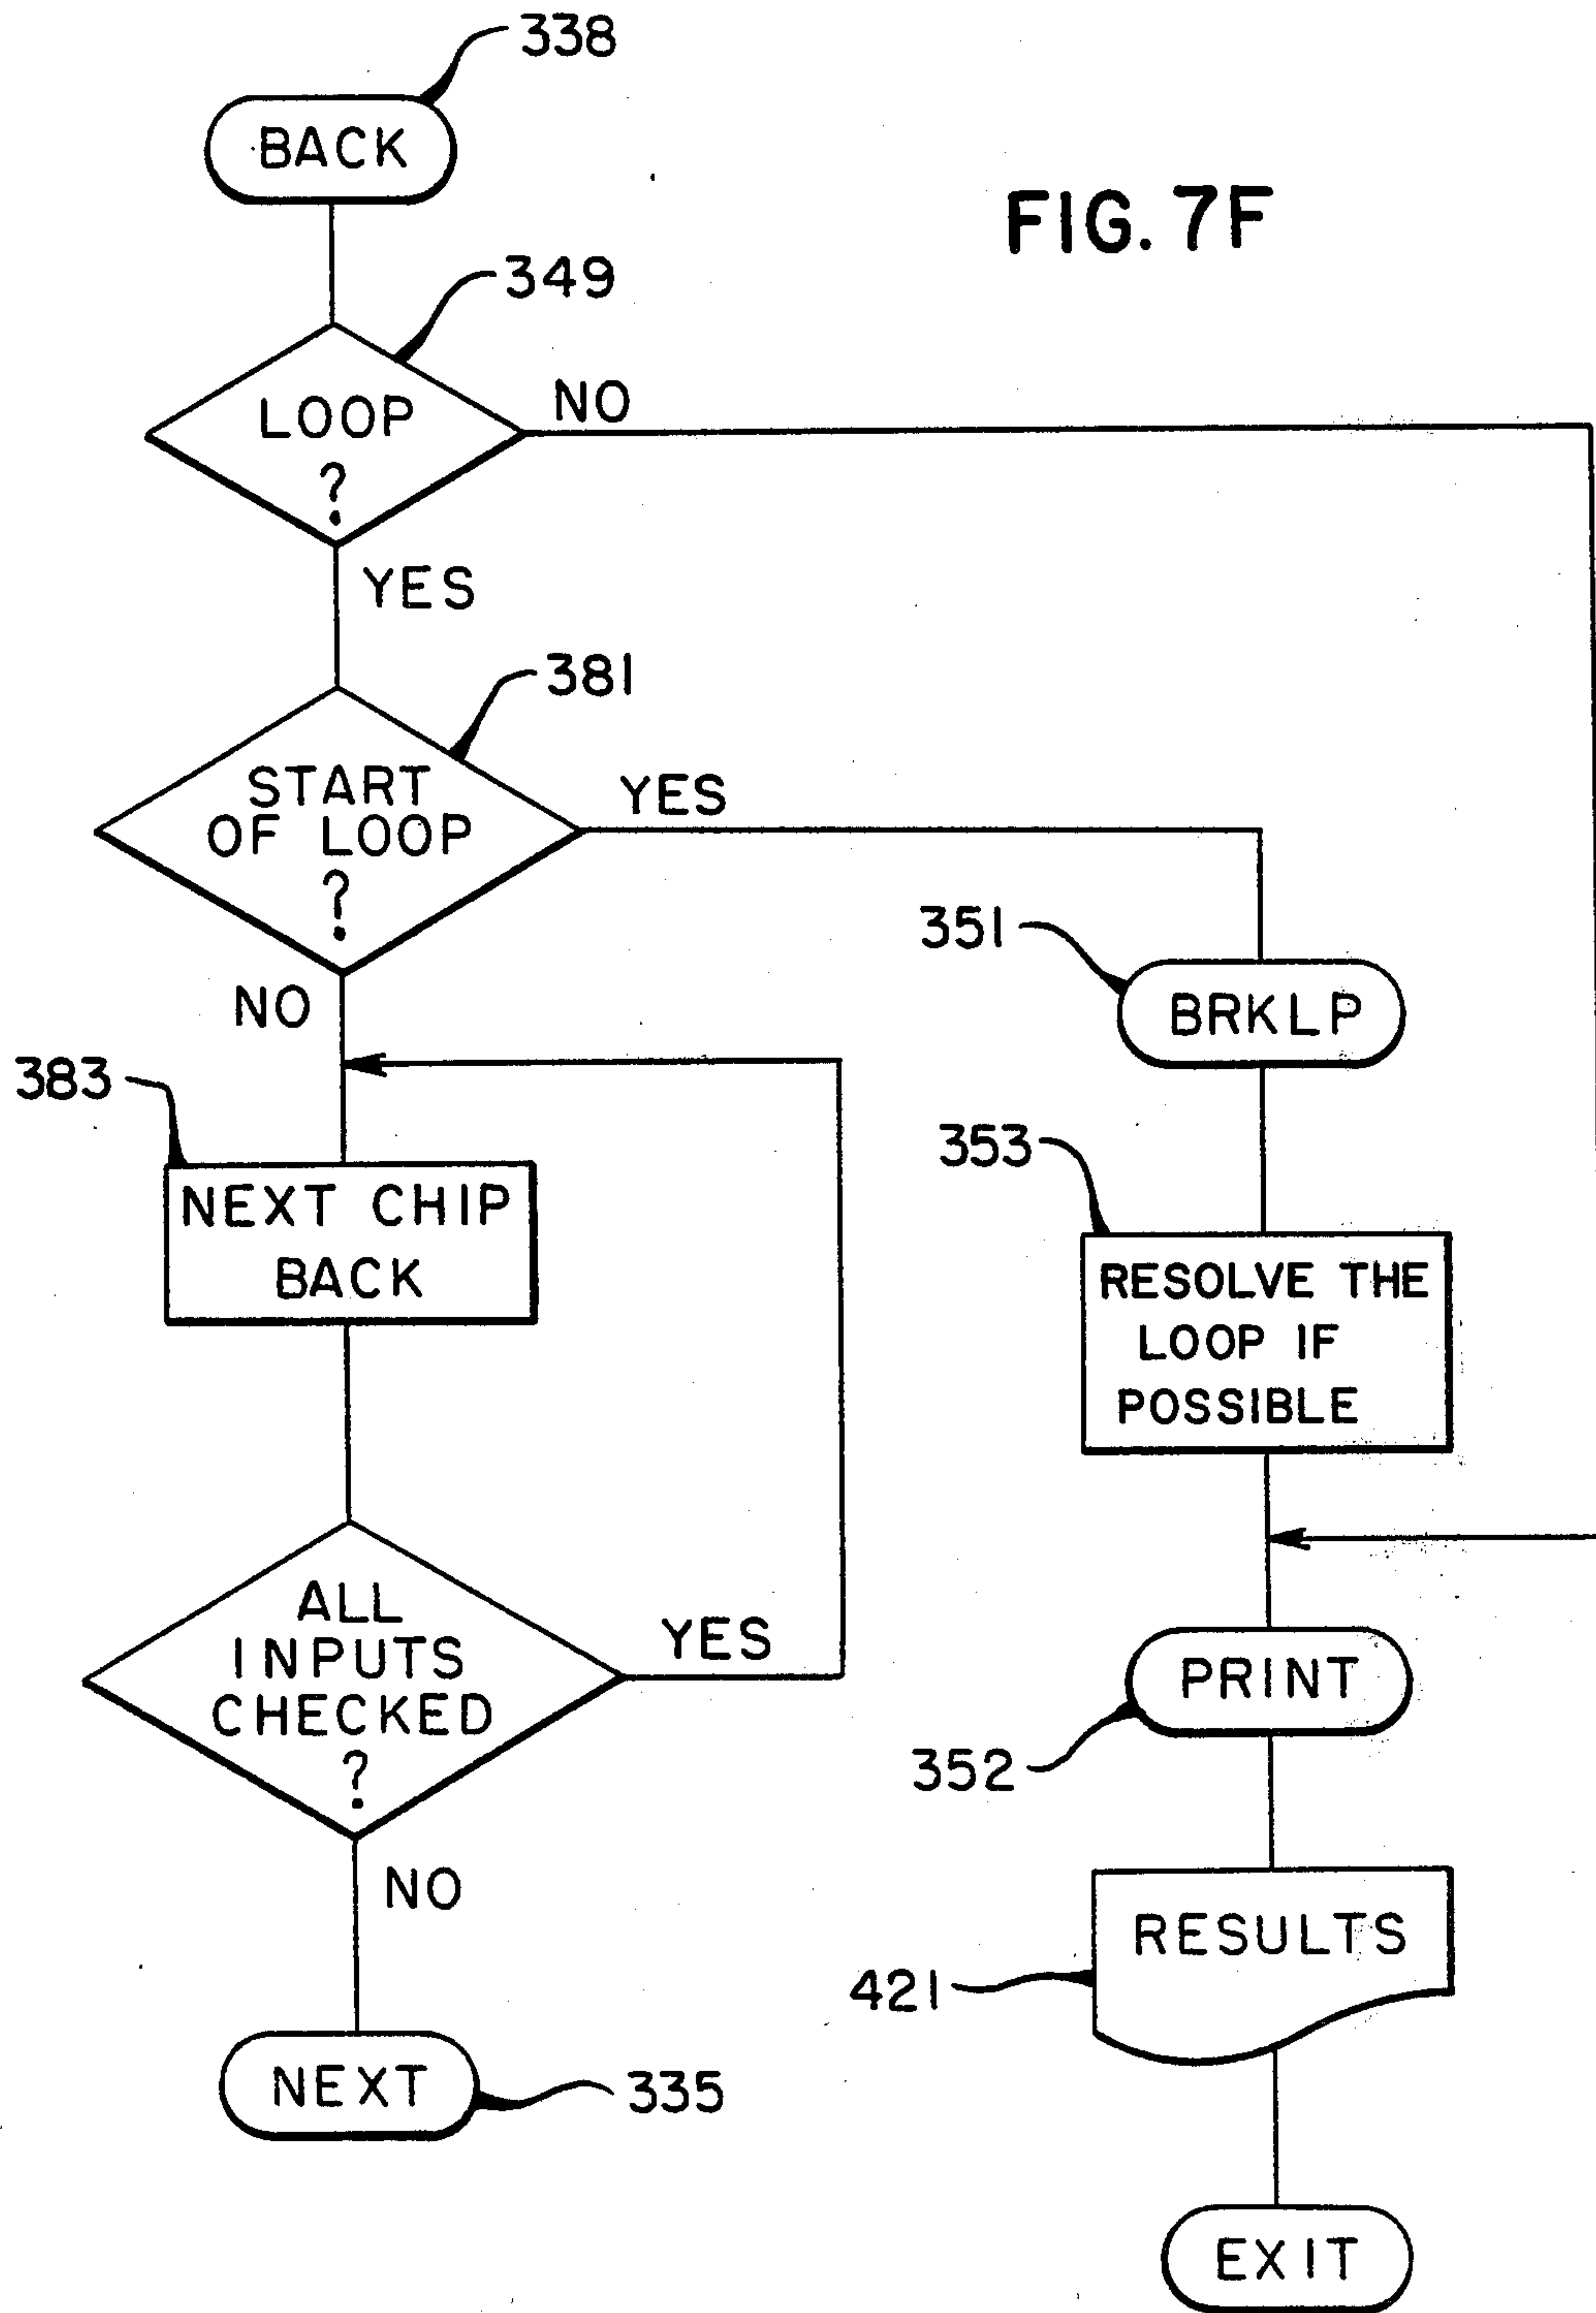 338
BACK
FIG. 7F
349
LOOP
?
NO
YES
381
START
OF LOOP
?
YES
NO
351
BRKLP
383
NEXT CHIP
BACK
353
RESOLVE THE
LOOP IF
POSSIBLE
ALL
INPUTS
CHECKED
?
YES
NO
PRINT
352
RESULTS
421
NEXT
335
EXIT